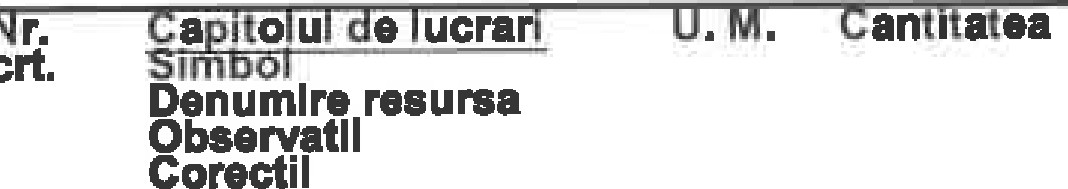 Nr. Capitolul de lucrari U. M. Cantitatea
crt. Simbol
Denumire resursa
Observatii
Corectii